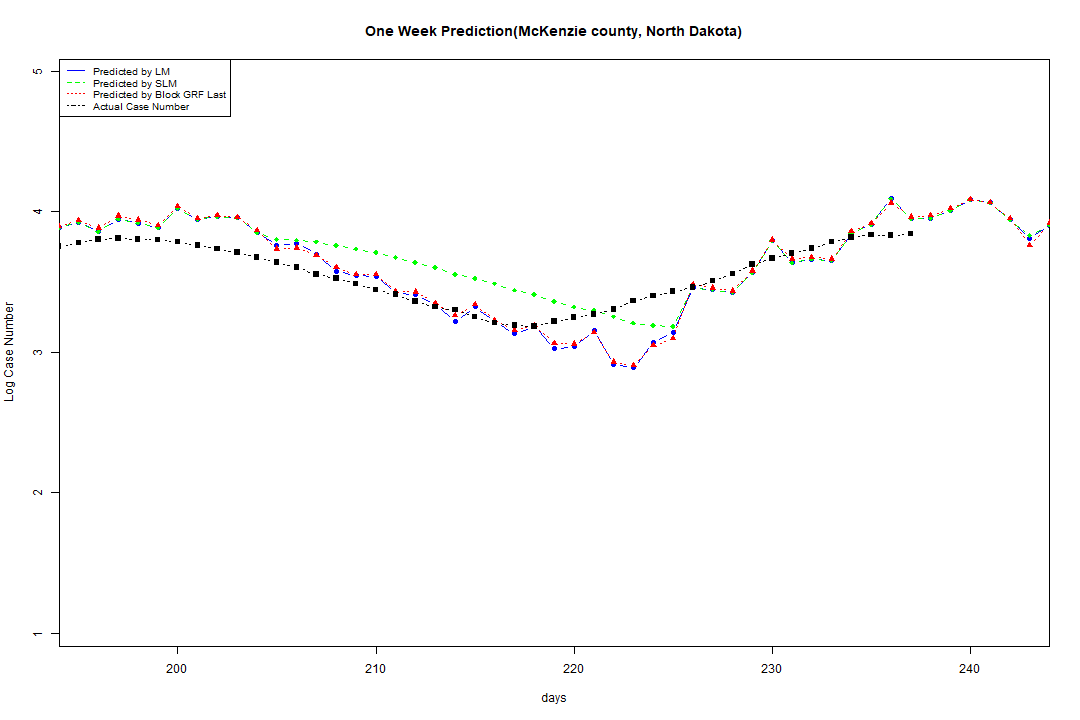 One Week Prediction(McKenzie county, North Dakota)
Predicted by LM
Predicted by SLM
Predicted by Block GRF Last
Actual Case Number
5
4
3
2
1
Log Case Number
200 210 220 230 240
days